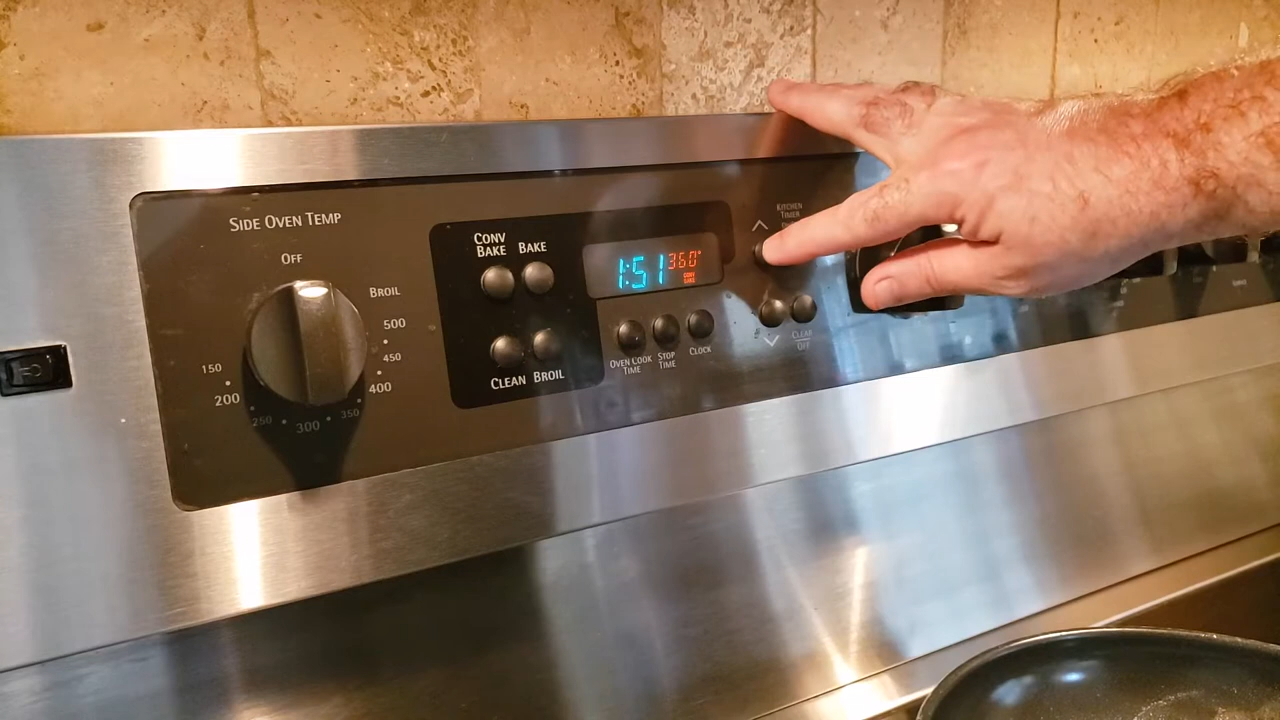 SIDE OVEN TEMP
OFF
BROIL
500
450
400
350
300
250
200
150
CONV
BAKE
BAKE
CLEAN
BROIL
1:51
360°
CONV
BAKE
OVEN COOK
TIME
STOP
TIME
CLOCK
KITCHEN
TIMER
CLEAR
OFF